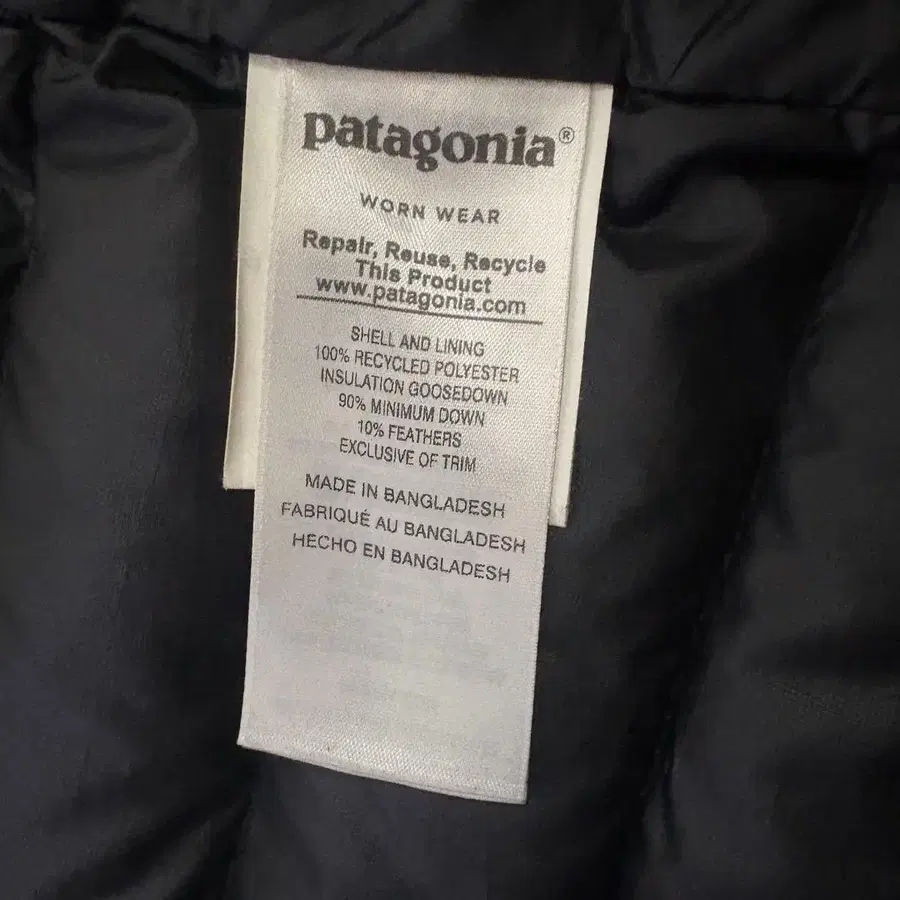 patagonia®
WORN WEAR
Repair, Reuse, Recycle
This Product
www.patagonia.com
SHELL AND LINING
100% RECYCLED POLYESTER
INSULATION GOOSEDOWN
90% MINIMUM DOWN
10% FEATHERS
EXCLUSIVE OF TRIM
MADE IN BANGLADESH
FABRIQUÉ AU BANGLADESH
HECHO EN BANGLADESH